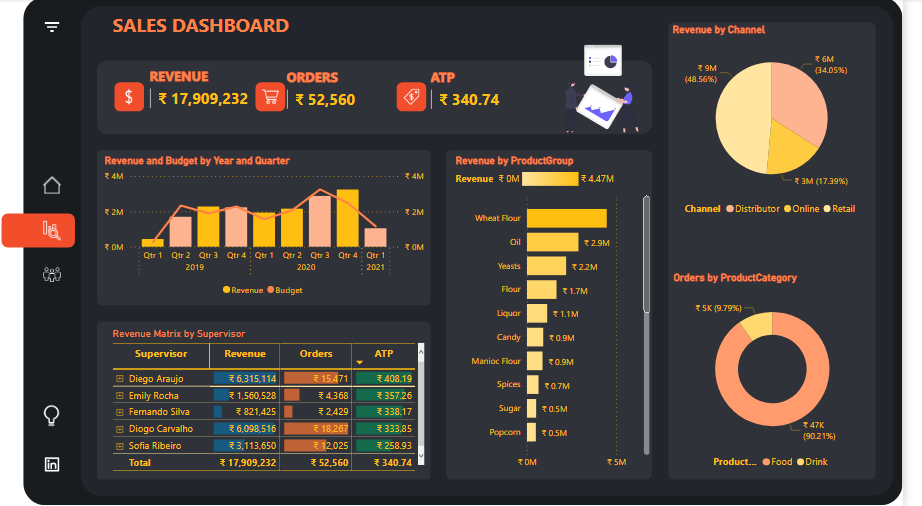 SALES DASHBOARD
REVENUE
₹ 17,909,232
ORDERS
₹ 52,560
ATP
₹ 340.74
Revenue by Channel
₹ 9M (48.56%)
₹ 6M (34.05%)
₹ 3M (17.39%)
Channel Distributor Online Retail
Revenue and Budget by Year and Quarter
₹ 4M ₹ 4M
₹ 2M ₹ 2M
₹ 0M ₹ 0M
Qtr 1 Qtr 2 Qtr 3 Qtr 4 Qtr 1 Qtr 2 Qtr 3 Qtr 4 Qtr 1
2019 2020 2021
Revenue Budget
Revenue by ProductGroup
Revenue ₹ 0M ₹ 4.47M
Wheat Flour
Oil ₹ 2.9M
Yeasts ₹ 2.2M
Flour ₹ 1.7M
Liquor ₹ 1.1M
Candy ₹ 0.9M
Manioc Flour ₹ 0.9M
Spices ₹ 0.7M
Sugar ₹ 0.5M
Popcorn ₹ 0.5M
₹ 0M ₹ 5M
Orders by ProductCategory
₹ 5K (9.79%)
₹ 47K (90.21%)
Product... Food Drink
Revenue Matrix by Supervisor
Supervisor Revenue Orders ATP
Diego Araujo ₹ 6,315,114 ₹ 15,471 ₹ 408.19
Emily Rocha ₹ 1,560,528 ₹ 4,368 ₹ 357.26
Fernando Silva ₹ 821,425 ₹ 2,429 ₹ 338.17
Diogo Carvalho ₹ 6,098,516 ₹ 18,267 ₹ 333.85
Sofia Ribeiro ₹ 3,113,650 ₹ 12,025 ₹ 258.93
Total ₹ 17,909,232 ₹ 52,560 ₹ 340.74
in